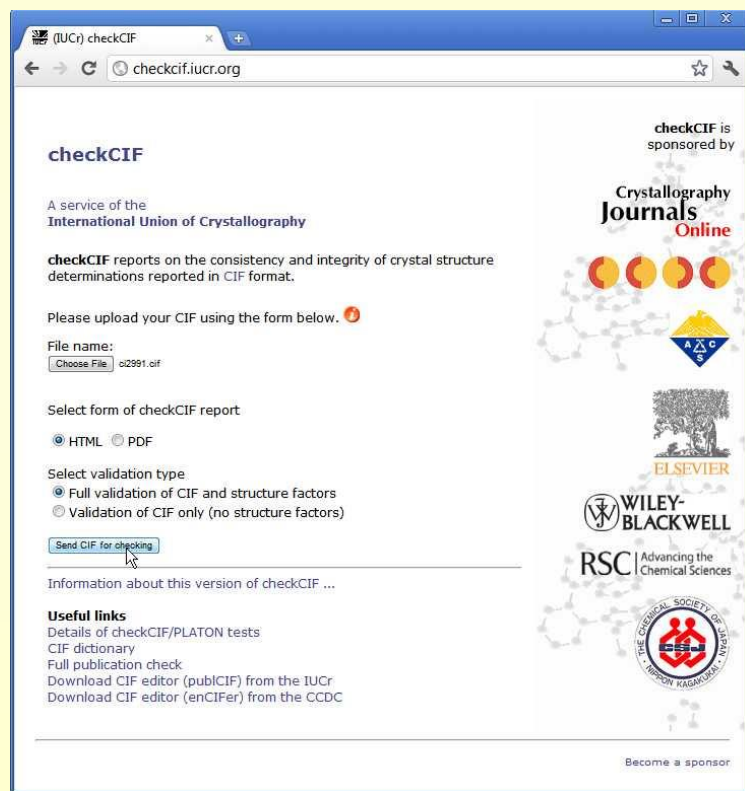 (IUCr) checkCIF
checkcif.iucr.org
checkCIF
A service of the
International Union of Crystallography
checkCIF reports on the consistency and integrity of crystal structure
determinations reported in CIF format.
Please upload your CIF using the form below.
File name:
Choose File ci2991.cif
Select form of checkCIF report
HTML PDF
Select validation type
Full validation of CIF and structure factors
Validation of CIF only (no structure factors)
Send CIF for checking
Information about this version of checkCIF ...
Useful links
Details of checkCIF/PLATON tests
CIF dictionary
Full publication check
Download CIF editor (publCIF) from the IUCr
Download CIF editor (enCIFer) from the CCDC
checkCIF is
sponsored by
Crystallography
Journals
Online
CCDC
ACS
ELSEVIER
WILEY-
BLACKWELL
RSC Advancing the
Chemical Sciences
THE CHEMICAL SOCIETY OF JAPAN
CSJ
NIPPON KAGAKUKAI
Become a sponsor